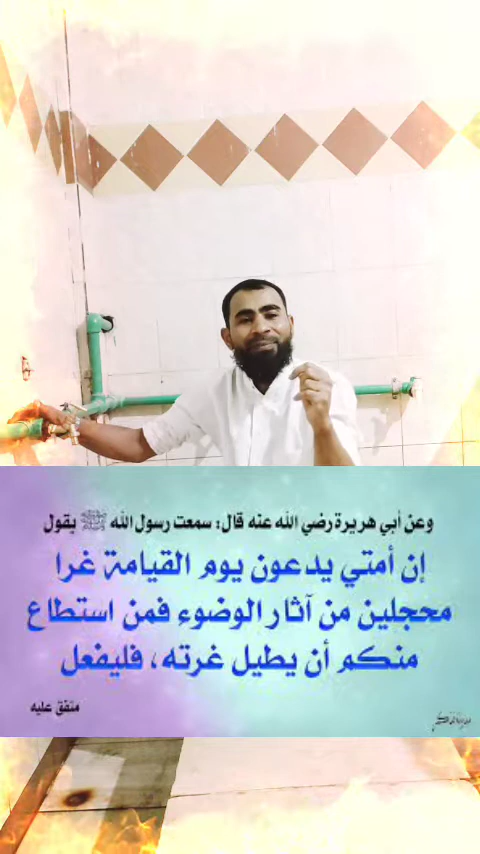 وعن أبي هريرة رضي الله عنه قال: سمعت رسول الله ﷺ يقول
إن أمتي يدعون يوم القيامة غرا
محجلين من آثار الوضوء فمن استطاع
منكم أن يطيل غرته، فليفعل
متفق عليه